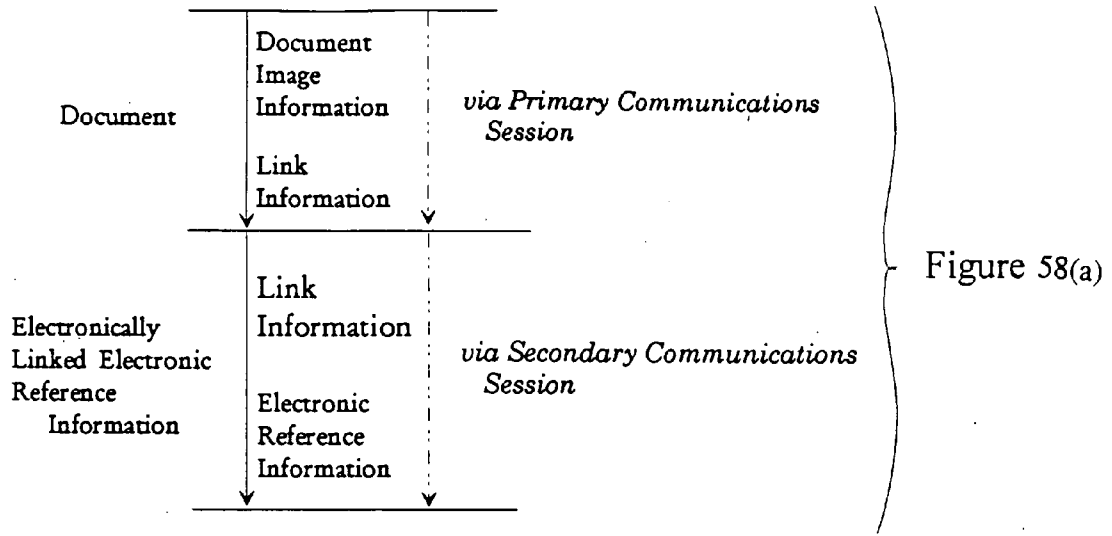 Document
Document
Image
Information
Link
Information
via Primary Communications
Session
Electronically
Linked Electronic
Reference
Information
Link
Information
Electronic
Reference
Information
via Secondary Communications
Session
Figure 58(a)